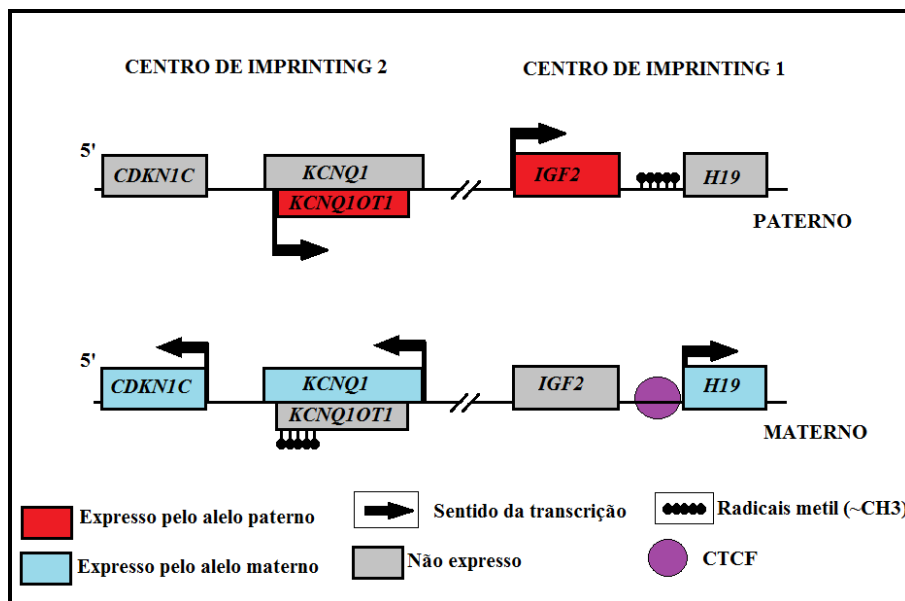 CENTRO DE IMPRINTING 2 CENTRO DE IMPRINTING 1
5'
CDKN1C KCNQ1 IGF2 H19
KCNQ1OT1
PATERNO
5'
CDKN1C KCNQ1 IGF2 H19
KCNQ1OT1
MATERNO
Expresso pelo alelo paterno Sentido da transcrição Radicais metil (~CH3)
Expresso pelo alelo materno Não expresso CTCF